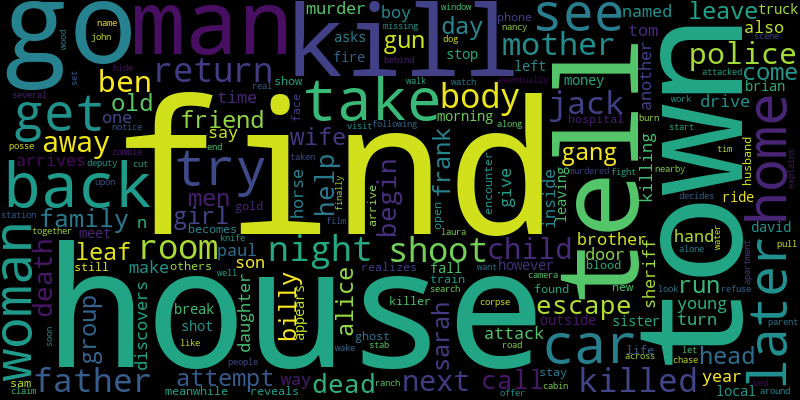 go
man
kill
see
leave
truck
murder
boy
named
phone
window
name
john
wood
hide
set
several
asks
gun
day
tom
also
missing
nancy
dog
behind
fire
stop
mother
left
police
ben
return
come
real
show
walk
watch
eventually
another
money
attacked
brian
scene
get
old
time
face
take
body
jack
hospital
drive
work
friend
one
say
visit
following
along
morning
away
end
wife
gang
burn
start
notice
posse
zombie
deputy
cut
upon
try
taken
find
tell
town
home
killing
tim
murdered
fight
nearby
husband
back
men
help
horse
finally
arrive
begin
frank
open
encounter
give
inside
leaving
decides
ride
explains
arrives
gold
girl
becomes
knife
film
laura
station
family
together
n
meet
paul
brother
hand
david
alone
water
woman
leaf
room
night
shoot
child
door
sheriff
still
make
others
son
well
realizes
want
however
camera
blood
run
apartment
pull
death
fall
train
search
killer
found
new
look
refuse
young
later
house
group
discovers
break
shot
like
daughter
billy
appears
alice
ghost
stab
wake
sarah
corpse
attack
road
escape
outside
sister
turn
let
chase
parent
soon
people
car
life
across
head
bed
father
sam
claim
attempt
meanwhile
way
reveals
dead
ranch
next
call
offer
stay
cabin
killed
year
local
around